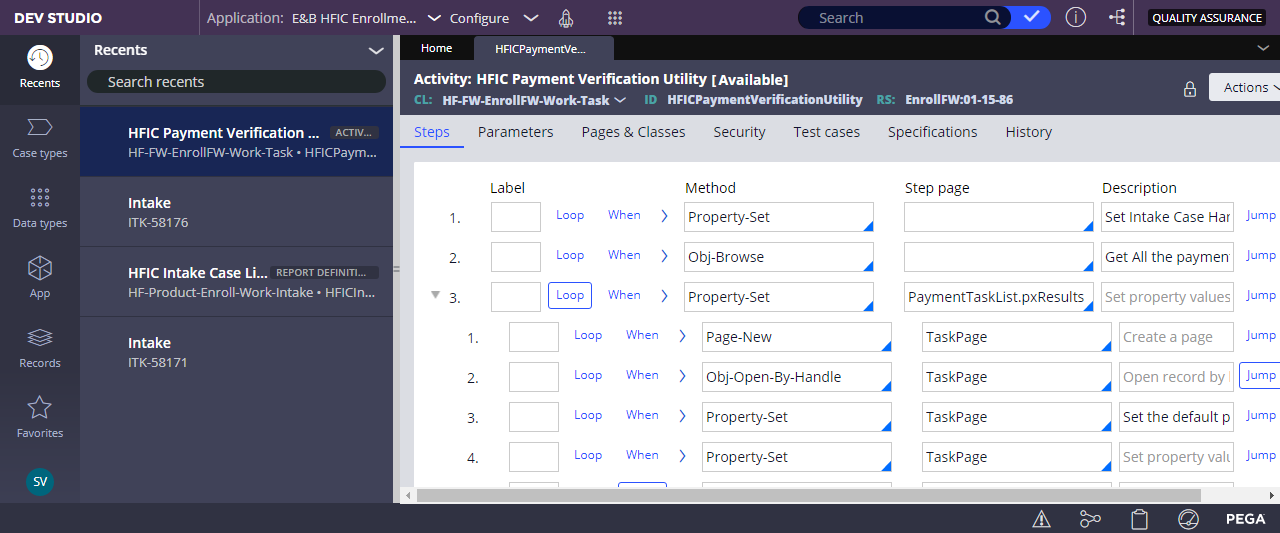 DEV STUDIO
Application: E&B HFIC Enrollme... Configure
Search
QUALITY ASSURANCE
Recents
Case types
Data types
App
Records
Favorites
SV
Recents
Search recents
HFIC Payment Verification ... ACTIV...
HF-FW-EnrollFW-Work-Task • HFICPaym...
Intake
ITK-58176
HFIC Intake Case Li... REPORT DEFINITI...
HF-Product-Enroll-Work-Intake • HFICIn...
Intake
ITK-58171
Home HFICPaymentVe...
Activity: HFIC Payment Verification Utility [Available]
CL: HF-FW-EnrollFW-Work-Task ID HFICPaymentVerificationUtility RS: EnrollFW:01-15-86
Actions
Steps Parameters Pages & Classes Security Test cases Specifications History
Label Method Step page Description
1. Loop When Property-Set Set Intake Case Har Jump
2. Loop When Obj-Browse Get All the payment Jump
3. Loop When Property-Set PaymentTaskList.pxResults Set property values Jump
1. Loop When Page-New TaskPage Create a page Jump
2. Loop When Obj-Open-By-Handle TaskPage Open record by Jump
3. Loop When Property-Set TaskPage Set the default p Jump
4. Loop When Property-Set TaskPage Set property valu Jump
PEGA